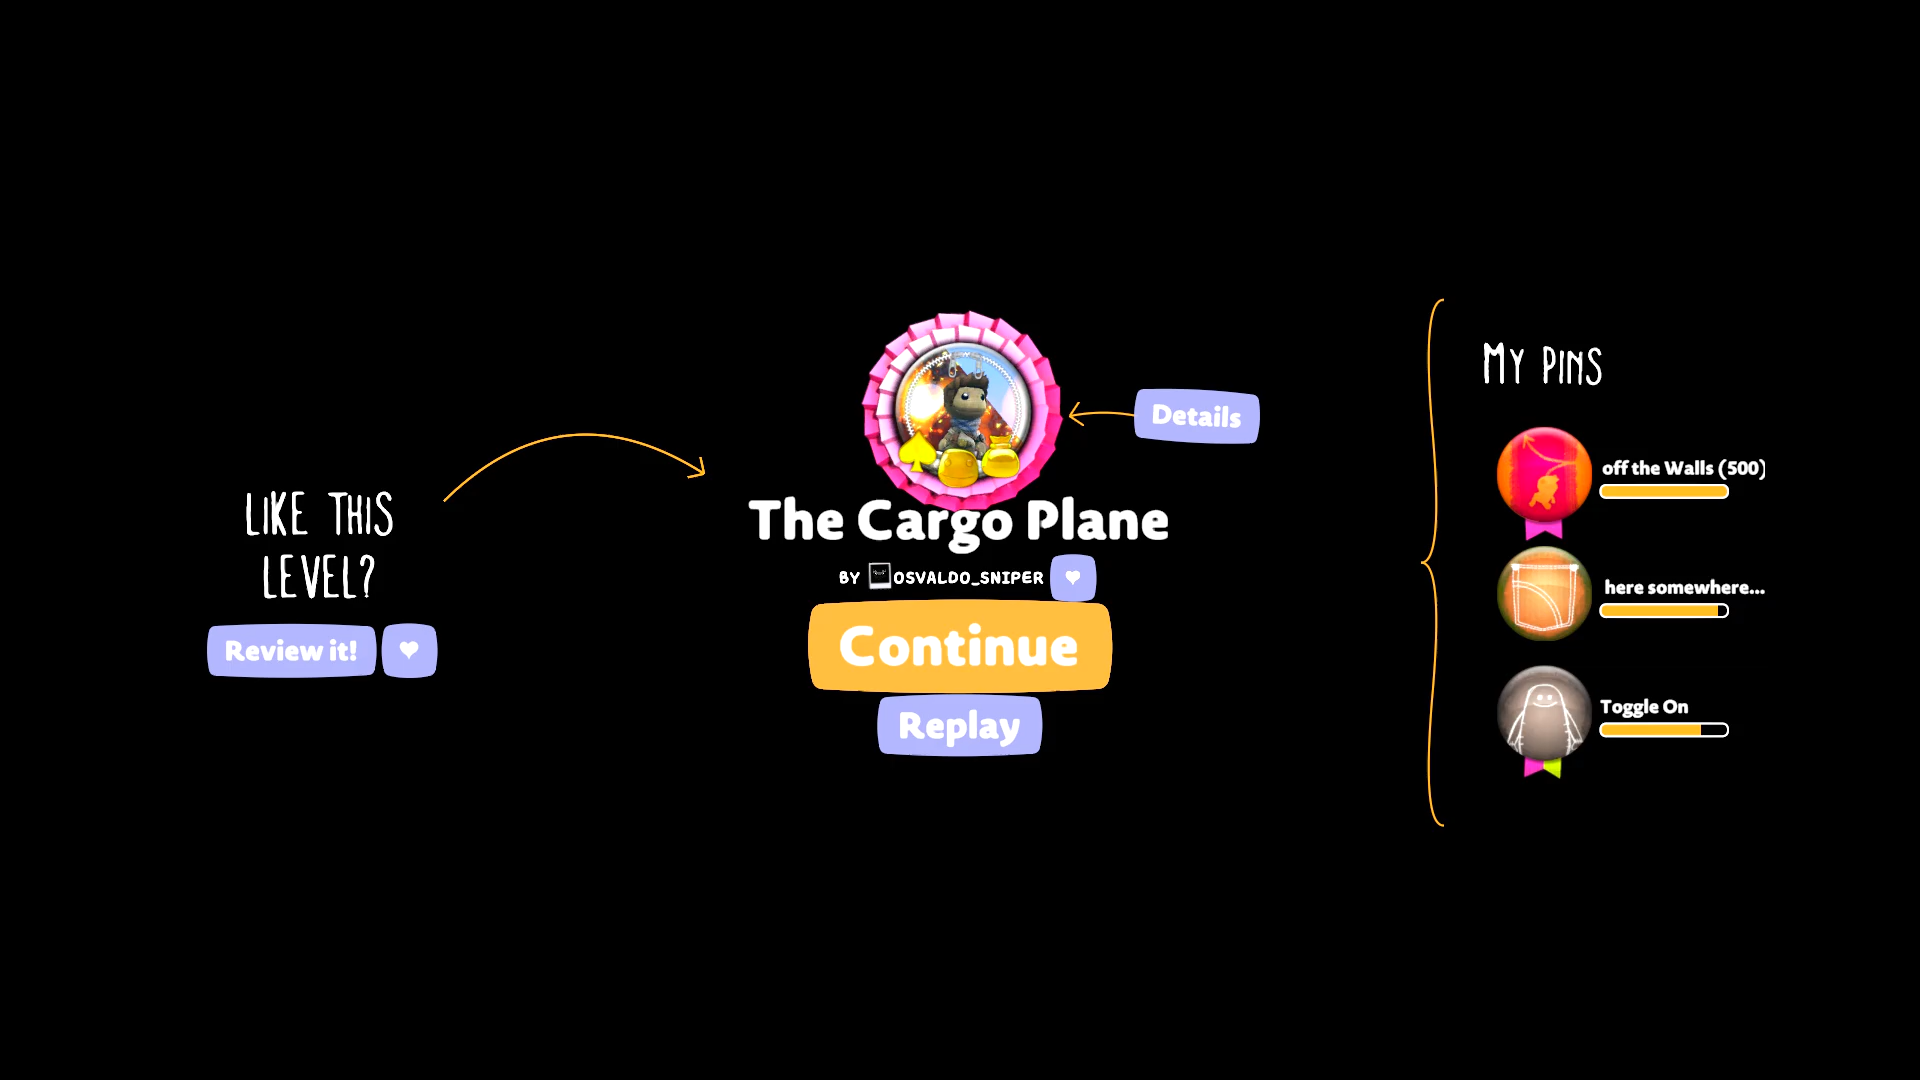 LIKE THIS
LEVEL?
Review it!
Details
The Cargo Plane
BY OSVALDO_SNIPER
Continue
Replay
MY PINS
off the Walls (500)
here somewhere...
Toggle On